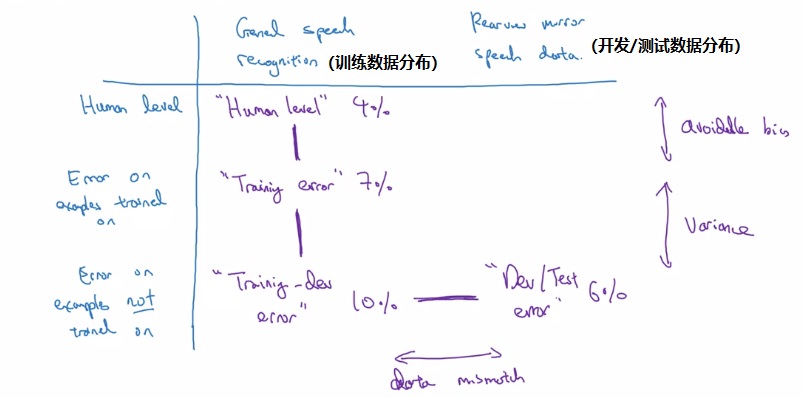 General speech
recognition (训练数据分布)
Rearview mirror
speech data. (开发/测试数据分布)
Human level
"Human level" 4%
avoidable bias
Error on
examples trained
on
"Training error" 7%
Variance
Error on
examples not
trained on
"Training-dev
error" 10%
"Dev/Test
error" 6%
data mismatch